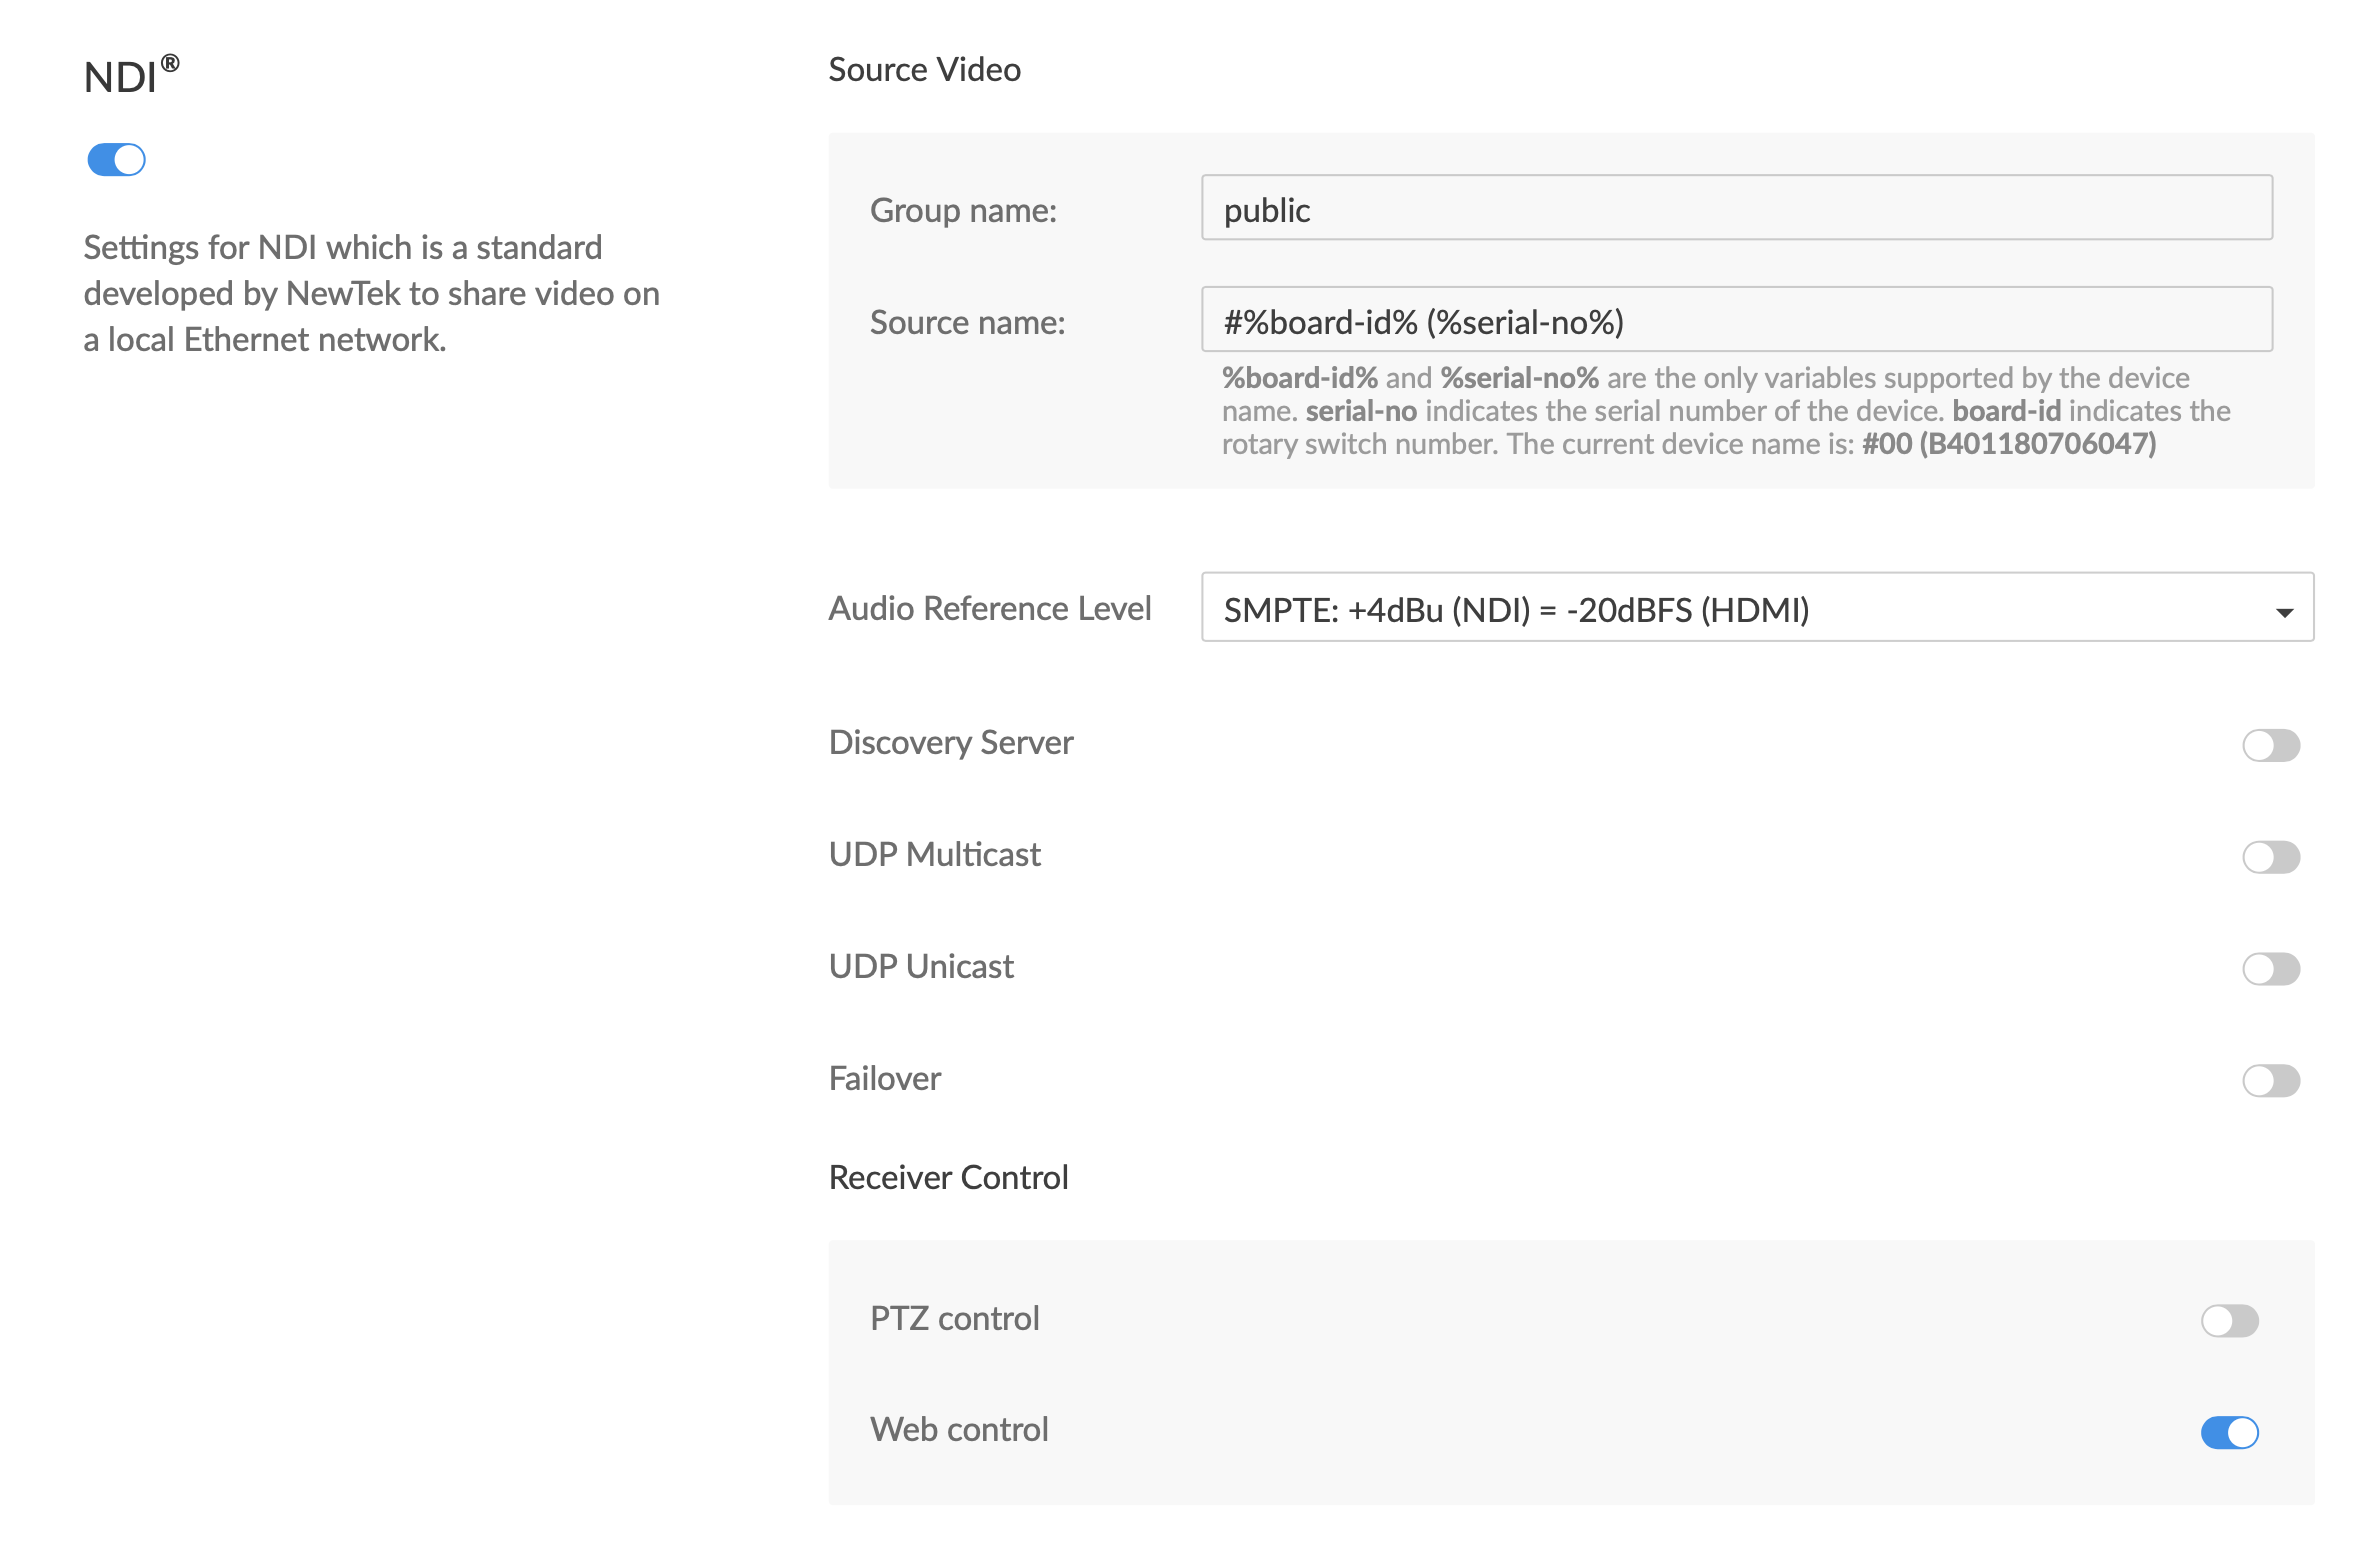 NDI®
Settings for NDI which is a standard
developed by NewTek to share video on
a local Ethernet network.
Source Video
Group name: public
Source name: #%board-id% (%serial-no%)
%board-id% and %serial-no% are the only variables supported by the device
name. serial-no indicates the serial number of the device. board-id indicates the
rotary switch number. The current device name is: #00 (B401180706047)
Audio Reference Level SMPTE: +4dBu (NDI) = -20dBFS (HDMI)
Discovery Server
UDP Multicast
UDP Unicast
Failover
Receiver Control
PTZ control
Web control